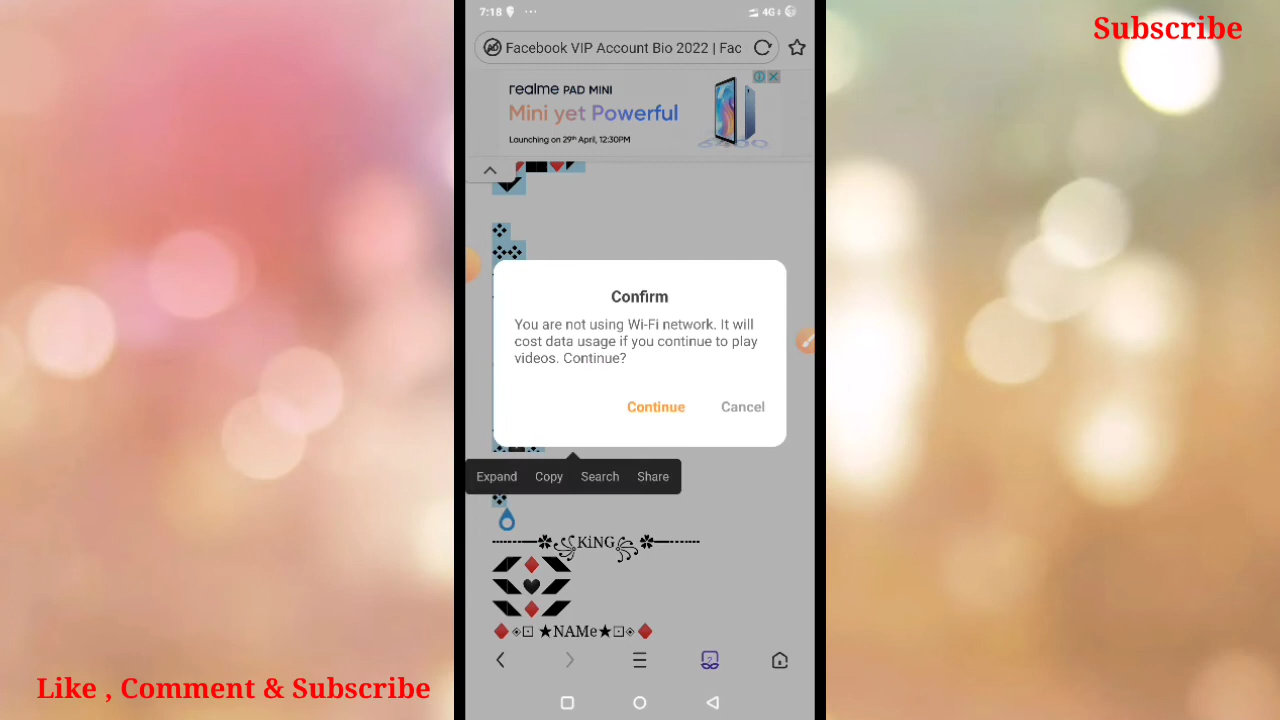 Subscribe
7:18 ... 4G
Facebook VIP Account Bio 2022 | Fac
realme PAD MINI
Mini yet Powerful
Launching on 29th April, 12:30PM
Confirm
You are not using Wi-Fi network. It will
cost data usage if you continue to play
videos. Continue?
Continue Cancel
Expand Copy Search Share
KiNG
★NAMe★
2
Like , Comment & Subscribe